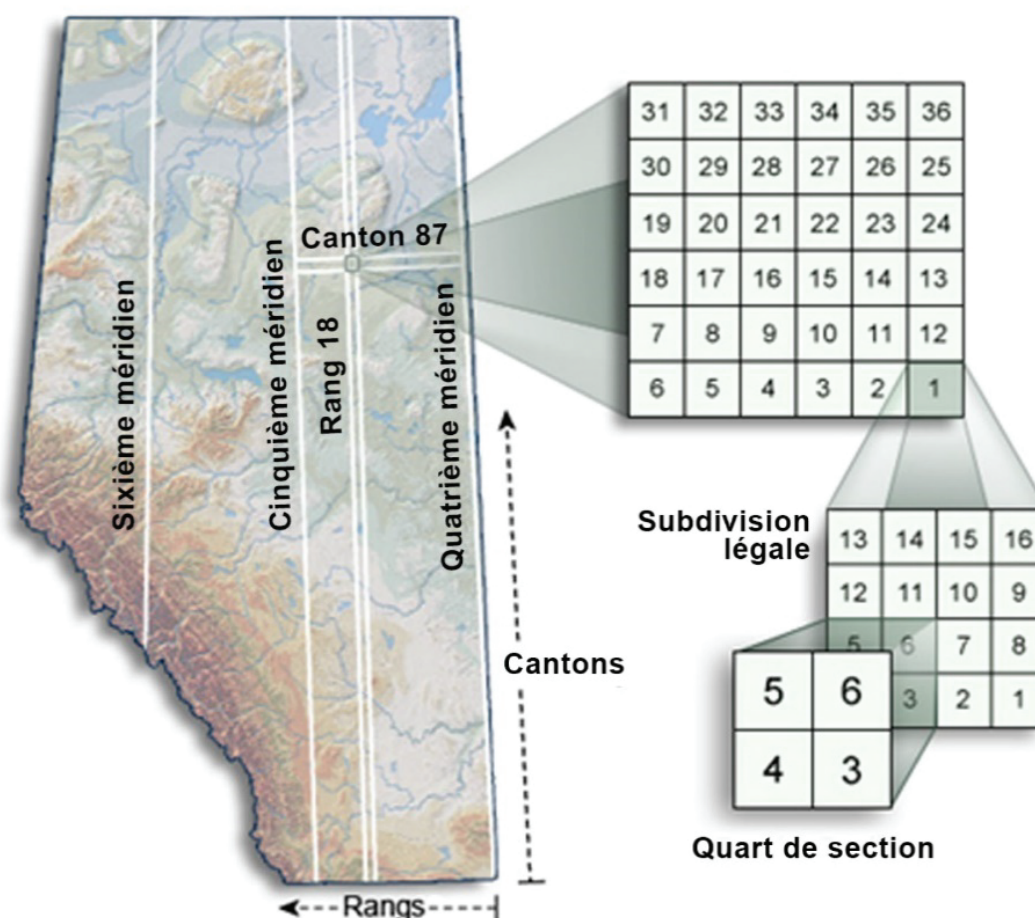 Canton 87
Sixième méridien
Cinquième méridien
Rang 18
Quatrième méridien
Cantons
Rangs
31 32 33 34 35 36
30 29 28 27 26 25
19 20 21 22 23 24
18 17 16 15 14 13
7 8 9 10 11 12
6 5 4 3 2 1
Subdivision
légale
13 14 15 16
12 11 10 9
5 6 7 8
3 2 1
5 6
4 3
Quart de section